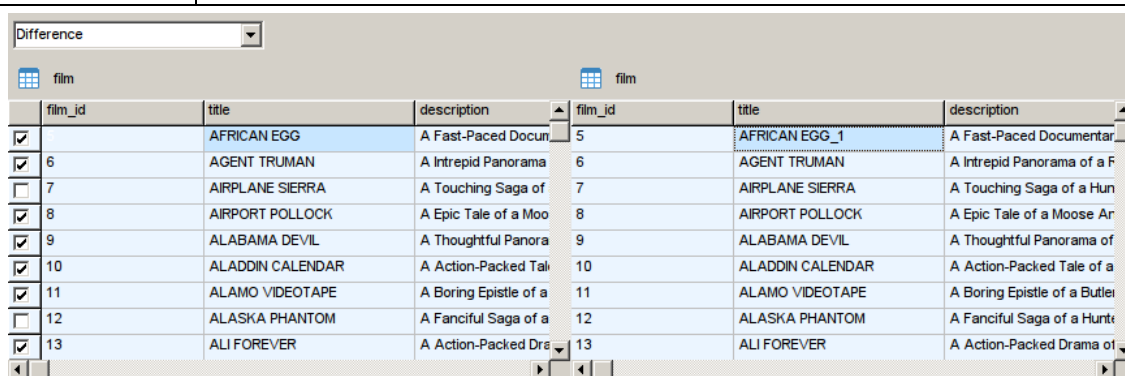 Difference
film film
film_id title description film_id title description
5 AFRICAN EGG A Fast-Paced Docum 5 AFRICAN EGG_1 A Fast-Paced Documentar
6 AGENT TRUMAN A Intrepid Panorama 6 AGENT TRUMAN A Intrepid Panorama of a R
7 AIRPLANE SIERRA A Touching Saga of 7 AIRPLANE SIERRA A Touching Saga of a Hun
8 AIRPORT POLLOCK A Epic Tale of a Moo 8 AIRPORT POLLOCK A Epic Tale of a Moose An
9 ALABAMA DEVIL A Thoughtful Panora 9 ALABAMA DEVIL A Thoughtful Panorama of
10 ALADDIN CALENDAR A Action-Packed Tal 10 ALADDIN CALENDAR A Action-Packed Tale of a
11 ALAMO VIDEOTAPE A Boring Epistle of a 11 ALAMO VIDEOTAPE A Boring Epistle of a Butler
12 ALASKA PHANTOM A Fanciful Saga of a 12 ALASKA PHANTOM A Fanciful Saga of a Hunte
13 ALI FOREVER A Action-Packed Dra 13 ALI FOREVER A Action-Packed Drama of